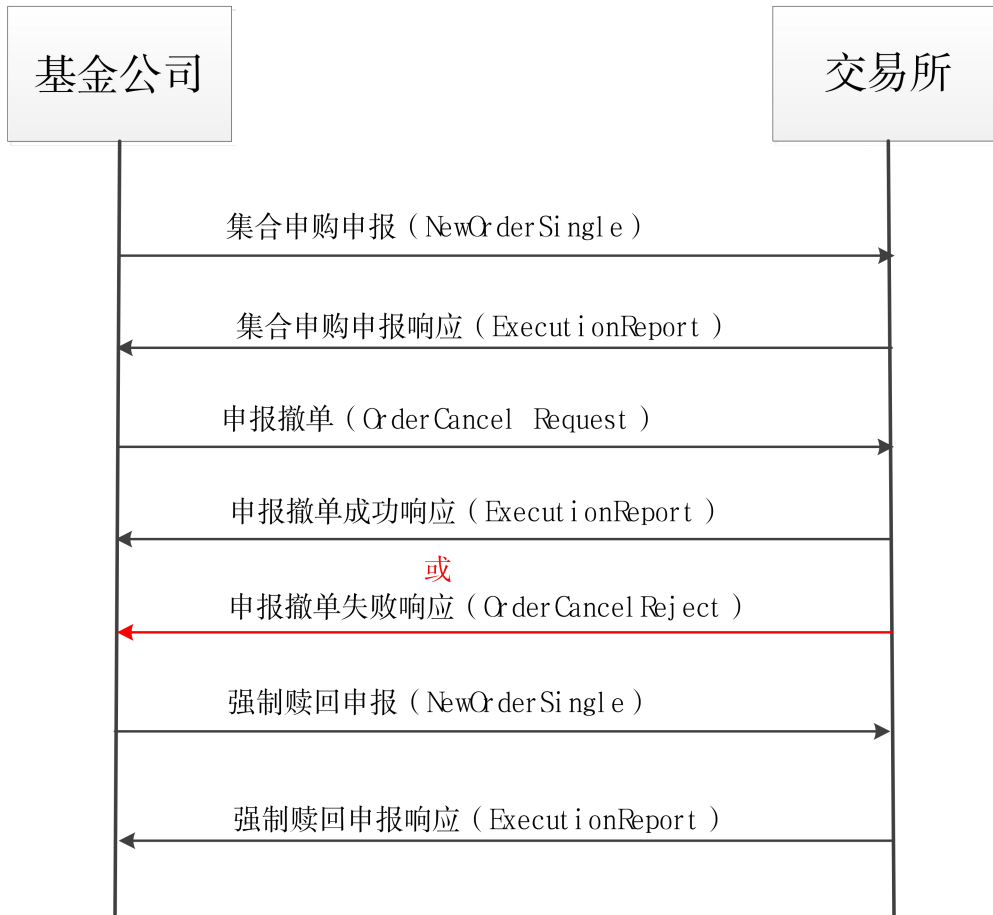 基金公司
交易所
集合申购申报（NewOrderSingle）
集合申购申报响应（ExecutionReport）
申报撤单（OrderCancel Request）
申报撤单成功响应（ExecutionReport）
或
申报撤单失败响应（OrderCancelReject）
强制赎回申报（NewOrderSingle）
强制赎回申报响应（ExecutionReport）